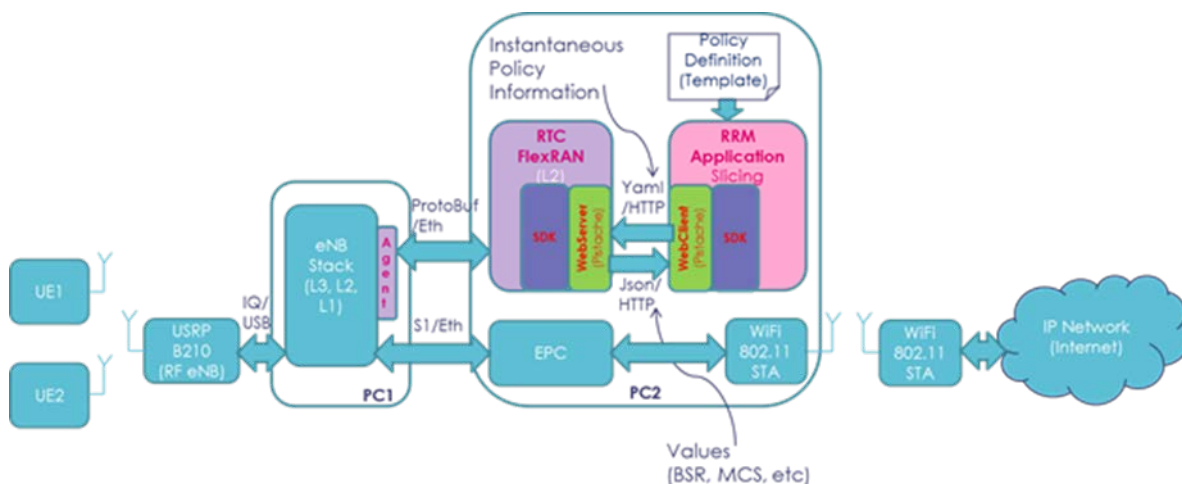 Instantaneous
Policy
Information
Policy
Definition
(Template)
RTC
FlexRAN
(L2)
SDK
WebServer
(Pistache)
Yaml
/HTTP
Json/
HTTP
RRM
Application
Slicing
WebClient
(Pistache)
SDK
ProtoBuf
/Eth
eNB
Stack
(L3, L2,
L1)
Agent
S1/Eth
PC1
UE1
UE2
USRP
B210
(RF eNB)
IQ/
USB
EPC
PC2
WiFi
802.11
STA
WiFi
802.11
STA
IP Network
(Internet)
Values
(BSR, MCS, etc)